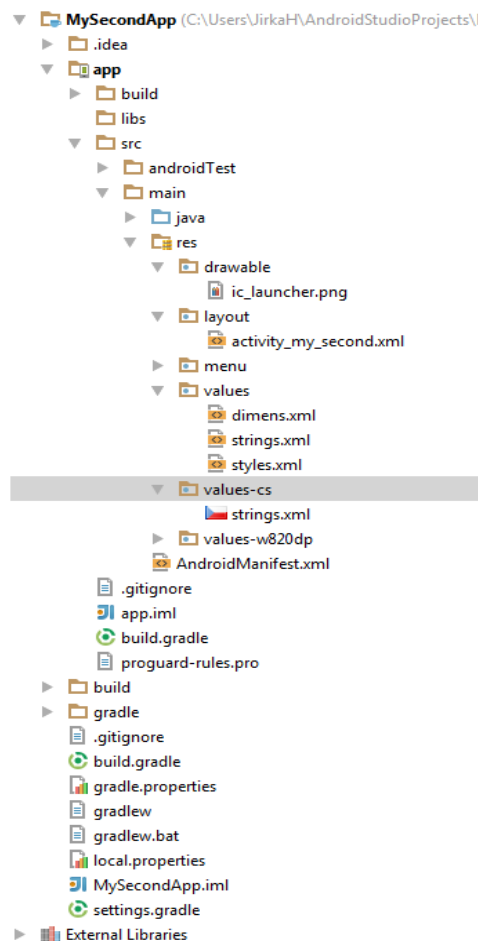 MySecondApp (C:\Users\JirkaH\AndroidStudioProjects\
.idea
app
build
libs
src
androidTest
main
java
res
drawable
ic_launcher.png
layout
activity_my_second.xml
menu
values
dimens.xml
strings.xml
styles.xml
values-cs
strings.xml
values-w820dp
AndroidManifest.xml
.gitignore
app.iml
build.gradle
proguard-rules.pro
build
gradle
.gitignore
build.gradle
gradle.properties
gradlew
gradlew.bat
local.properties
MySecondApp.iml
settings.gradle
External Libraries